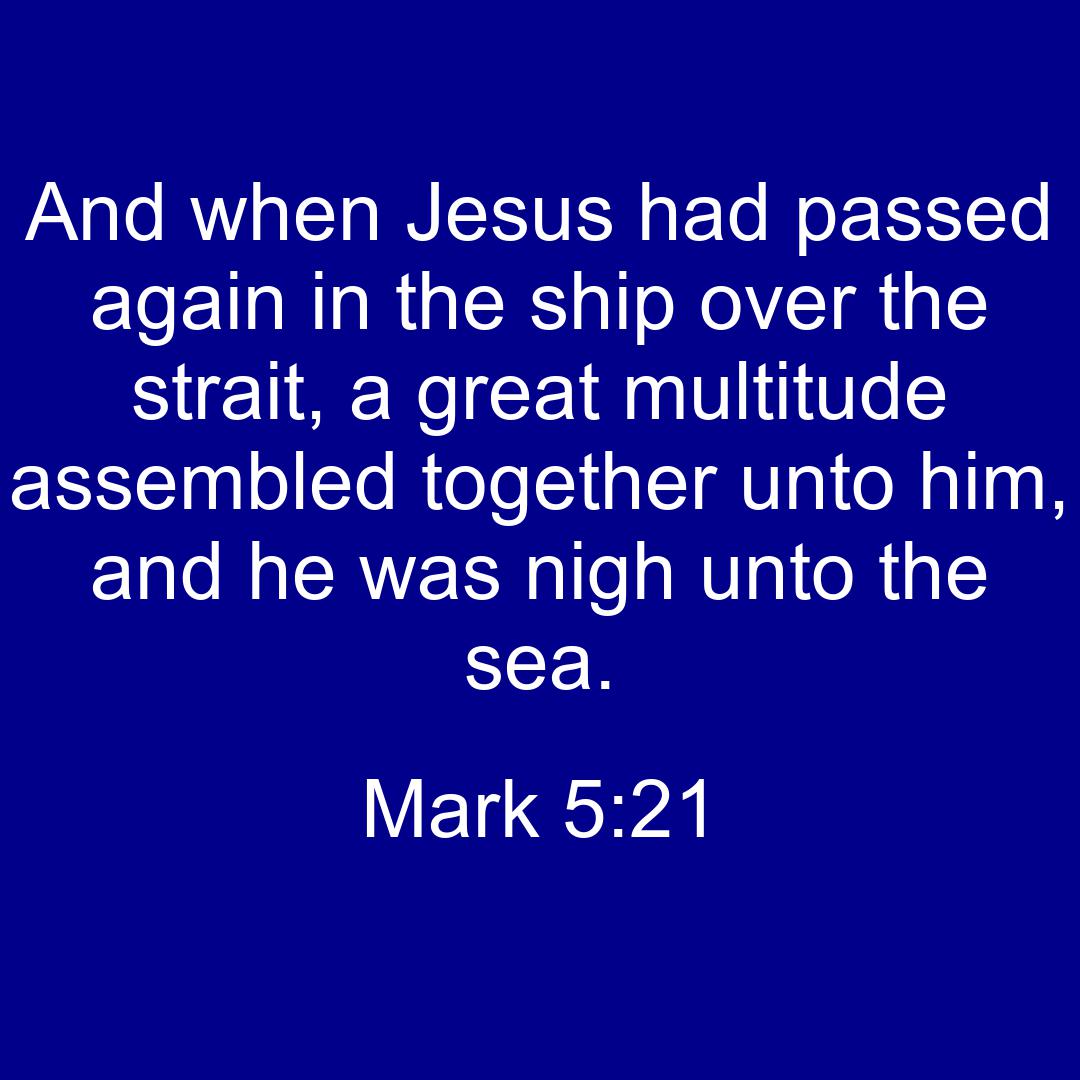 And when Jesus had passed
again in the ship over the
strait, a great multitude
assembled together unto him,
and he was nigh unto the
sea.
Mark 5:21